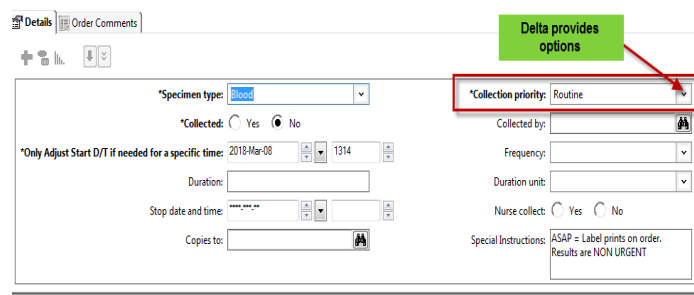 Details Order Comments
Delta provides
options
*Specimen type: Blood *Collection priority: Routine
*Collected: Yes No Collected by:
*Only Adjust Start D/T if needed for a specific time: 2018-Mar-08 1314 Frequency:
Duration: Duration unit:
Stop date and time: ****-***-** Nurse collect: Yes No
Copies to: Special Instructions: ASAP = Label prints on order.
Results are NON URGENT